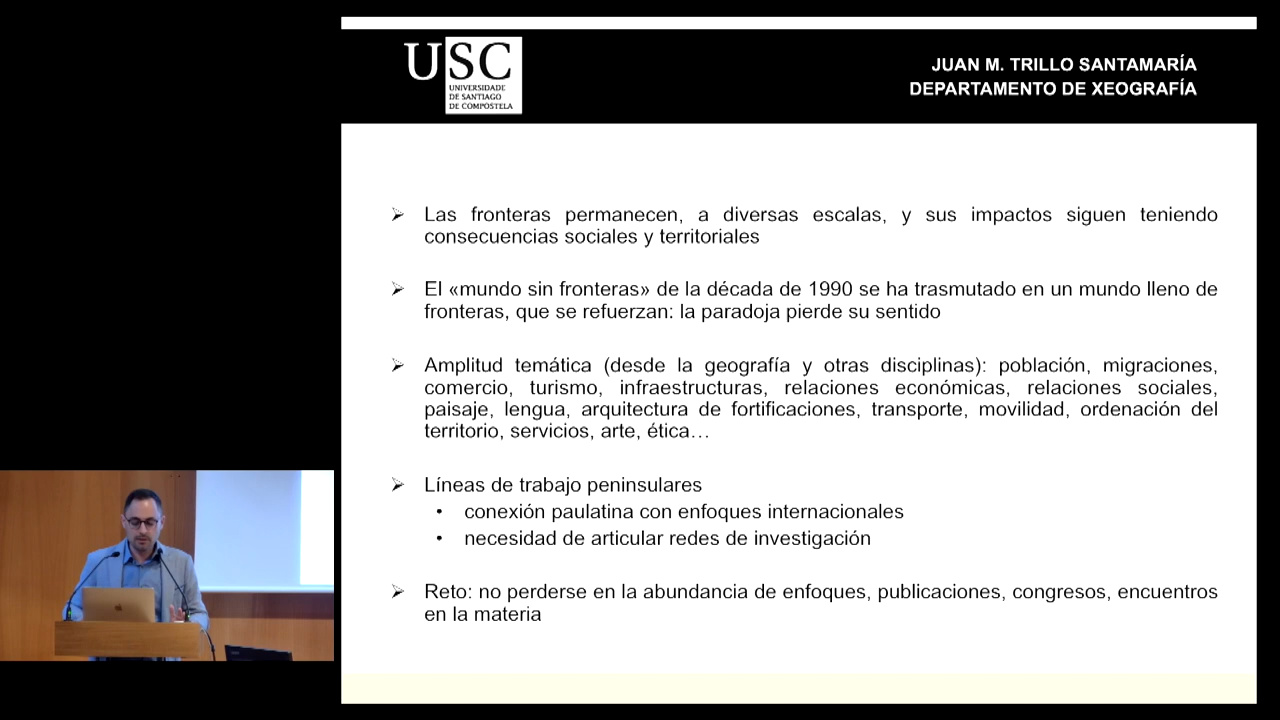 USC
UNIVERSIDADE
DE SANTIAGO
DE COMPOSTELA
JUAN M. TRILLO SANTAMARÍA
DEPARTAMENTO DE XEOGRAFÍA
➢ Las fronteras permanecen, a diversas escalas, y sus impactos siguen teniendo
consecuencias sociales y territoriales
➢ El «mundo sin fronteras» de la década de 1990 se ha trasmutado en un mundo lleno de
fronteras, que se refuerzan: la paradoja pierde su sentido
➢ Amplitud temática (desde la geografía y otras disciplinas): población, migraciones,
comercio, turismo, infraestructuras, relaciones económicas, relaciones sociales,
paisaje, lengua, arquitectura de fortificaciones, transporte, movilidad, ordenación del
territorio, servicios, arte, ética…
➢ Líneas de trabajo peninsulares
• conexión paulatina con enfoques internacionales
• necesidad de articular redes de investigación
➢ Reto: no perderse en la abundancia de enfoques, publicaciones, congresos, encuentros
en la materia